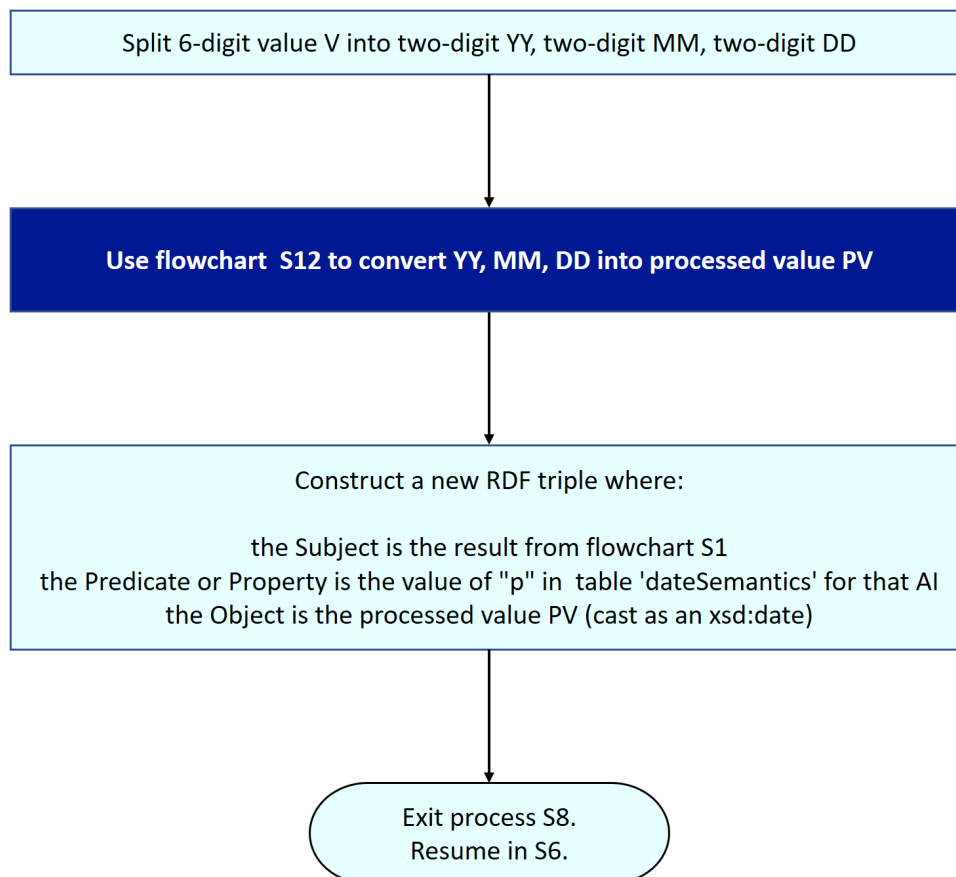 Split 6-digit value V into two-digit YY, two-digit MM, two-digit DD
Use flowchart  S12 to convert YY, MM, DD into processed value PV
Construct a new RDF triple where:
the Subject is the result from flowchart S1
the Predicate or Property is the value of "p" in  table 'dateSemantics' for that AI
the Object is the processed value PV (cast as an xsd:date)
Exit process S8.
Resume in S6.